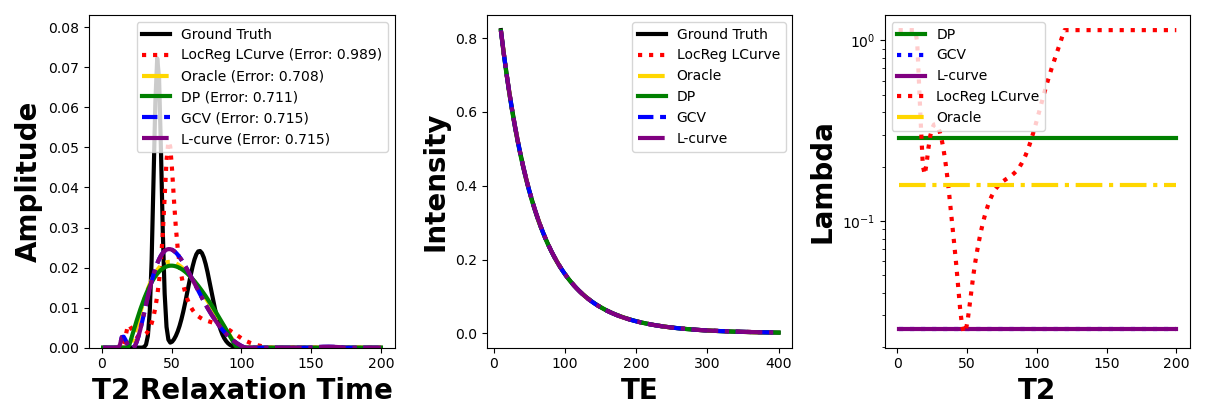 Amplitude
0.08
0.07
0.06
0.05
0.04
0.03
0.02
0.01
0.00
Ground Truth
LocReg LCurve (Error: 0.989)
Oracle (Error: 0.708)
DP (Error: 0.711)
GCV (Error: 0.715)
L-curve (Error: 0.715)
0 50 100 150 200
T2 Relaxation Time
Intensity
0.8
0.6
0.4
0.2
0.0
Ground Truth
LocReg LCurve
Oracle
DP
GCV
L-curve
0 100 200 300 400
TE
Lambda
10⁰
10⁻¹
DP
GCV
L-curve
LocReg LCurve
Oracle
0 50 100 150 200
T2